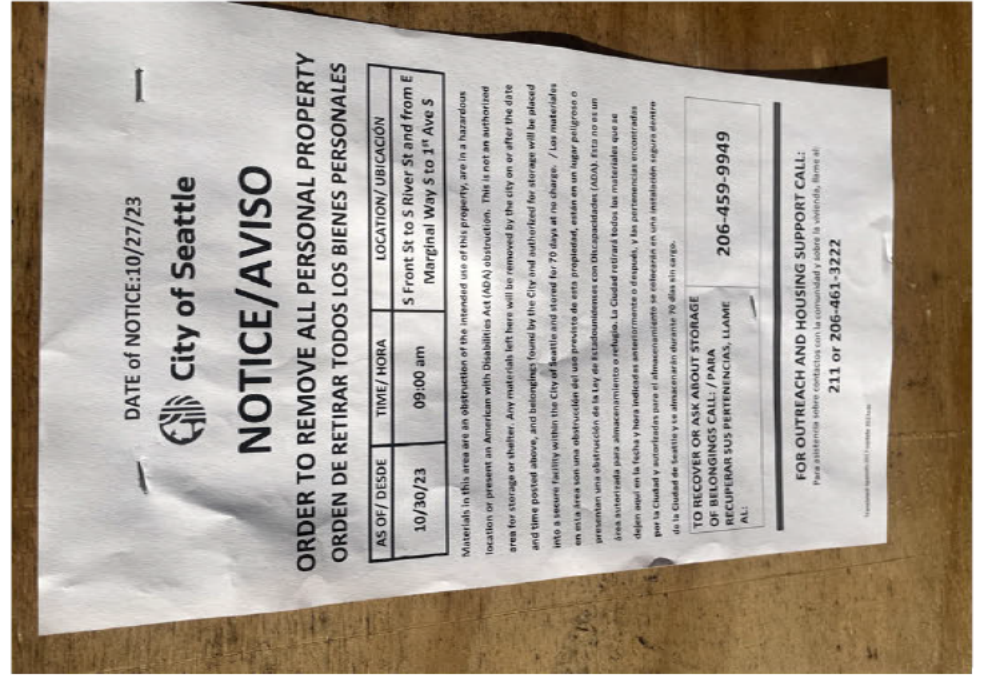 DATE of NOTICE:10/27/23
City of Seattle
NOTICE/AVISO
ORDER TO REMOVE ALL PERSONAL PROPERTY
ORDEN DE RETIRAR TODOS LOS BIENES PERSONALES
AS OF/ DESDE TIME/ HORA LOCATION/ UBICACIÓN
10/30/23 09:00 am S Front St to S River St and from E
Marginal Way S to 1st Ave S
Materials in this area are an obstruction of the intended use of this property, are in a hazardous
location or present an American with Disabilities Act (ADA) obstruction. This is not an authorized
area for storage or shelter. Any materials left here will be removed by the city on or after the date
and time posted above, and belongings found by the City and authorized for storage will be placed
into a secure facility within the City of Seattle and stored for 70 days at no charge. / Los materiales
en esta área son una obstrucción del uso previsto de esta propiedad, están en un lugar peligroso o
presentan una obstrucción de la Ley de Estadounidenses con Discapacidades (ADA). Esta no es un
área autorizada para almacenamiento o refugio. La Ciudad retirará todos los materiales que se
dejen aquí en la fecha y hora indicadas anteriormente o después, y las pertenencias encontradas
por la Ciudad y autorizadas para el almacenamiento se colocarán en una instalación segura dentro
de la Ciudad de Seattle y se almacenarán durante 70 días sin cargo.
TO RECOVER OR ASK ABOUT STORAGE
OF BELONGINGS CALL: / PARA
RECUPERAR SUS PERTENENCIAS, LLAME
AL:
206-459-9949
FOR OUTREACH AND HOUSING SUPPORT CALL:
Para asistencia sobre contactos con la comunidad y sobre la vivienda, llame al:
211 or 206-461-3222